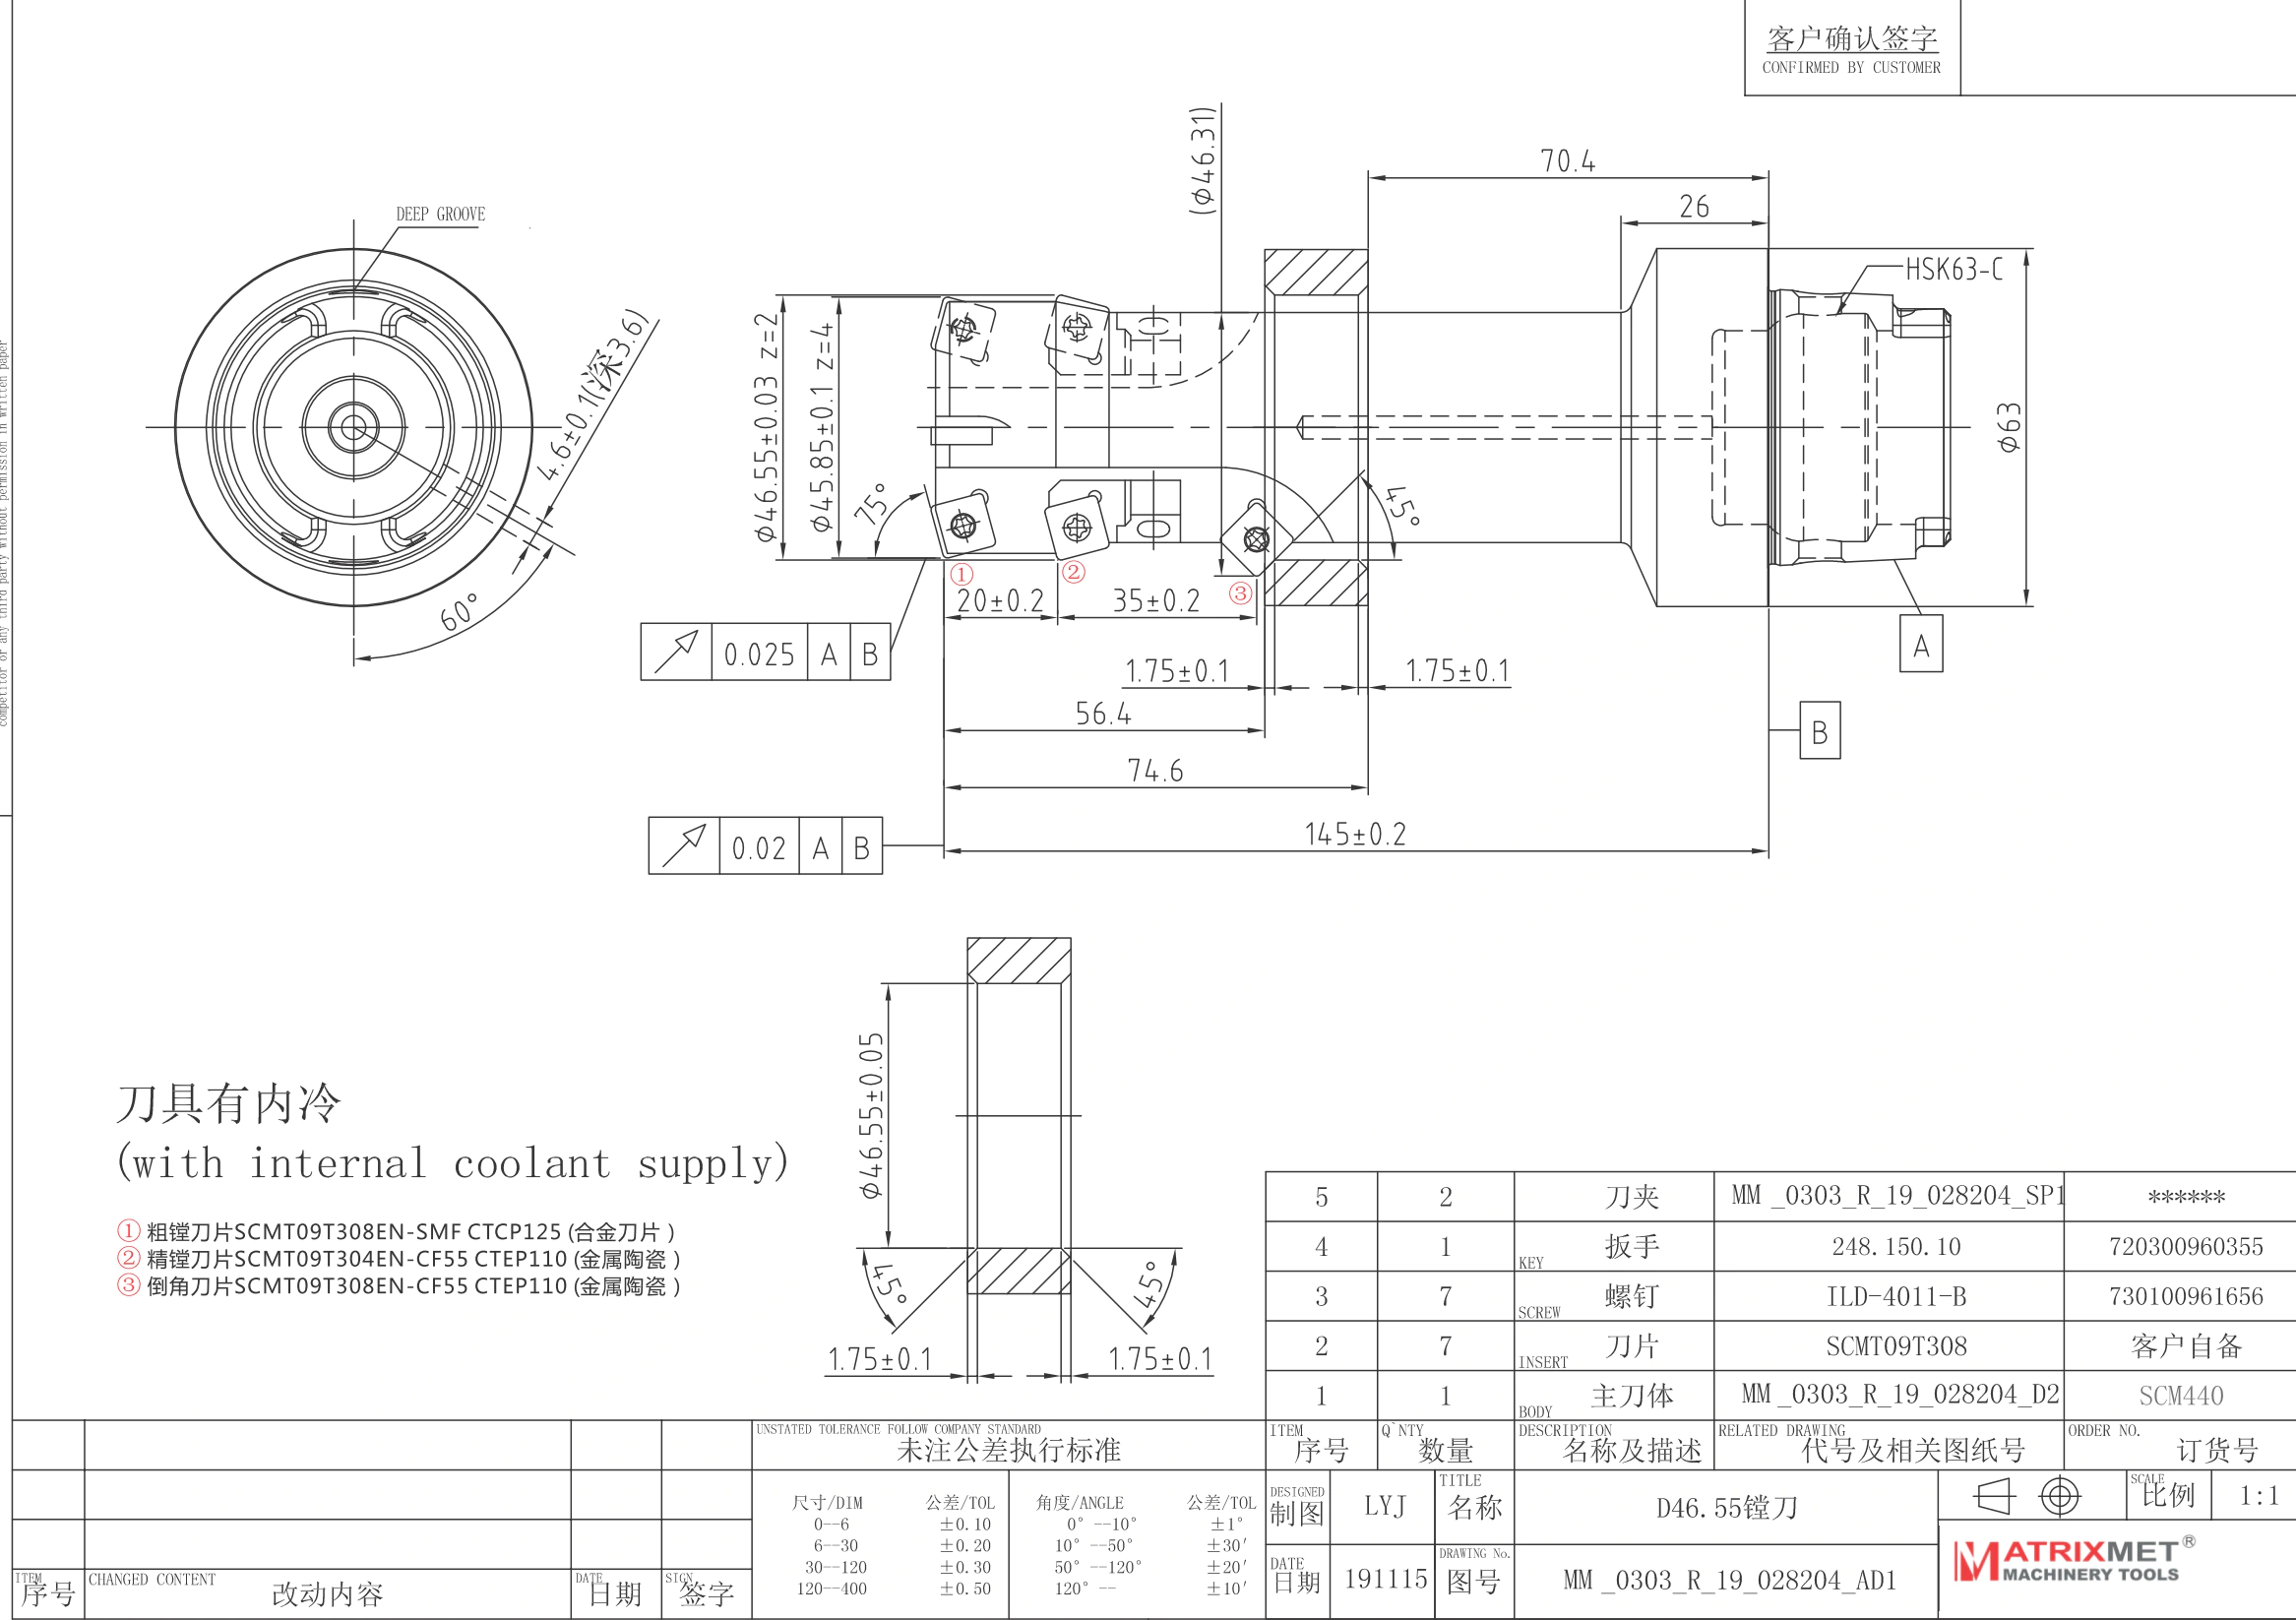 客户确认签字
CONFIRMED BY CUSTOMER
competitor or any third party without permission in written paper
DEEP GROOVE
4.6±0.1(深3.6)
60°
(φ46.31)
70.4
26
HSK63-C
φ63
φ46.55±0.03 z=2
φ45.85±0.1 z=4
75°
45°
①
②
③
20±0.2
35±0.2
0.025 A B
A
1.75±0.1
1.75±0.1
56.4
B
74.6
145±0.2
0.02 A B
φ46.55±0.05
45°
45°
1.75±0.1
1.75±0.1
刀具有内冷
(with internal coolant supply)
① 粗镗刀片SCMT09T308EN-SMF CTCP125 (合金刀片 )
② 精镗刀片SCMT09T304EN-CF55 CTEP110 (金属陶瓷 )
③ 倒角刀片SCMT09T308EN-CF55 CTEP110 (金属陶瓷 )
5 2 刀夹 MM _0303_R_19_028204_SP1 ******
4 1 KEY 扳手 248.150.10 720300960355
3 7 SCREW 螺钉 ILD-4011-B 730100961656
2 7 INSERT 刀片 SCMT09T308 客户自备
1 1 BODY 主刀体 MM _0303_R_19_028204_D2 SCM440
ITEM Q`NTY DESCRIPTION RELATED DRAWING ORDER NO.
序号 数量 名称及描述 代号及相关图纸号 订货号
UNSTATED TOLERANCE FOLLOW COMPANY STANDARD
未注公差执行标准
尺寸/DIM 公差/TOL 角度/ANGLE 公差/TOL
0--6 ±0.10 0° --10° ±1°
6--30 ±0.20 10° --50° ±30′
30--120 ±0.30 50° --120° ±20′
120--400 ±0.50 120° -- ±10′
ITEM CHANGED CONTENT DATE SIGN
序号 改动内容 日期 签字
DESIGNED
制图 LYJ
TITLE
名称 D46.55镗刀
SCALE
比例 1:1
DATE
日期 191115
DRAWING No.
图号 MM _0303_R_19_028204_AD1
MATRIXMET®
MACHINERY TOOLS